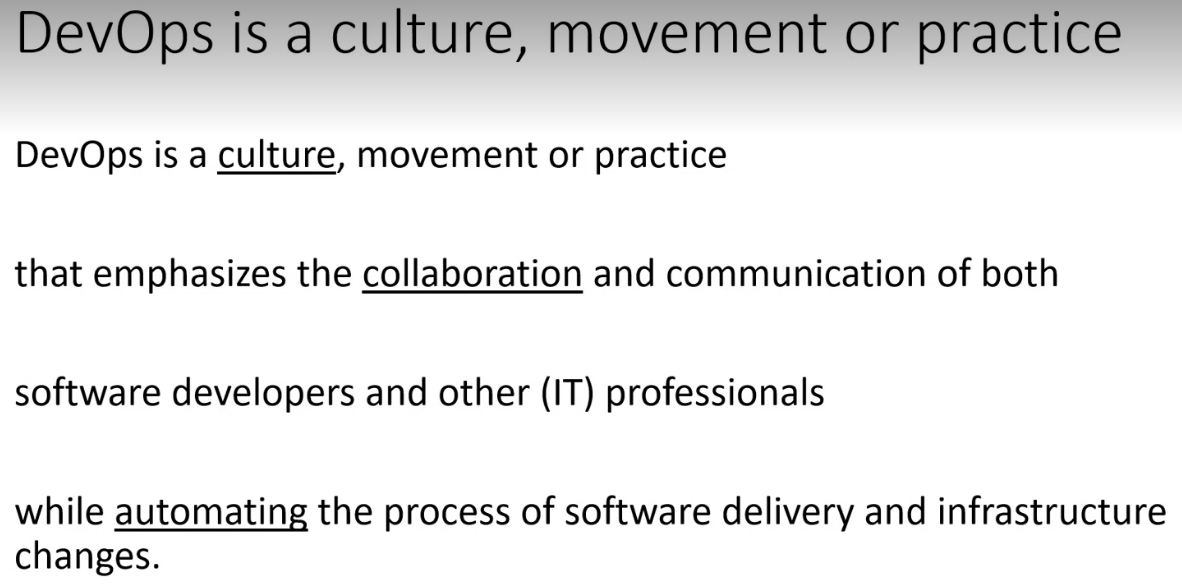 DevOps is a culture, movement or practice
DevOps is a culture, movement or practice
that emphasizes the collaboration and communication of both
software developers and other (IT) professionals
while automating the process of software delivery and infrastructure
changes.